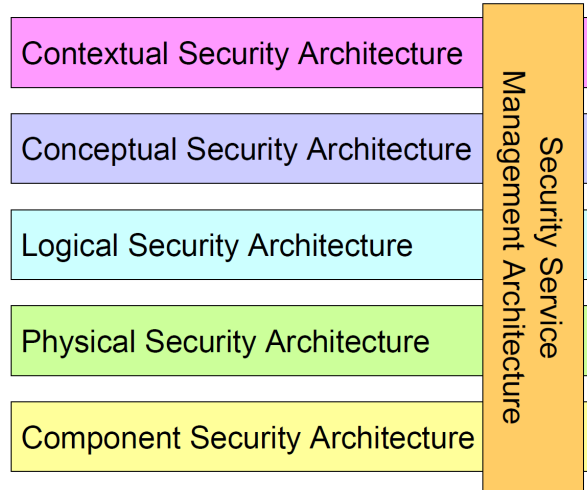 Contextual Security Architecture
Conceptual Security Architecture
Logical Security Architecture
Physical Security Architecture
Component Security Architecture
Security Service
Management Architecture